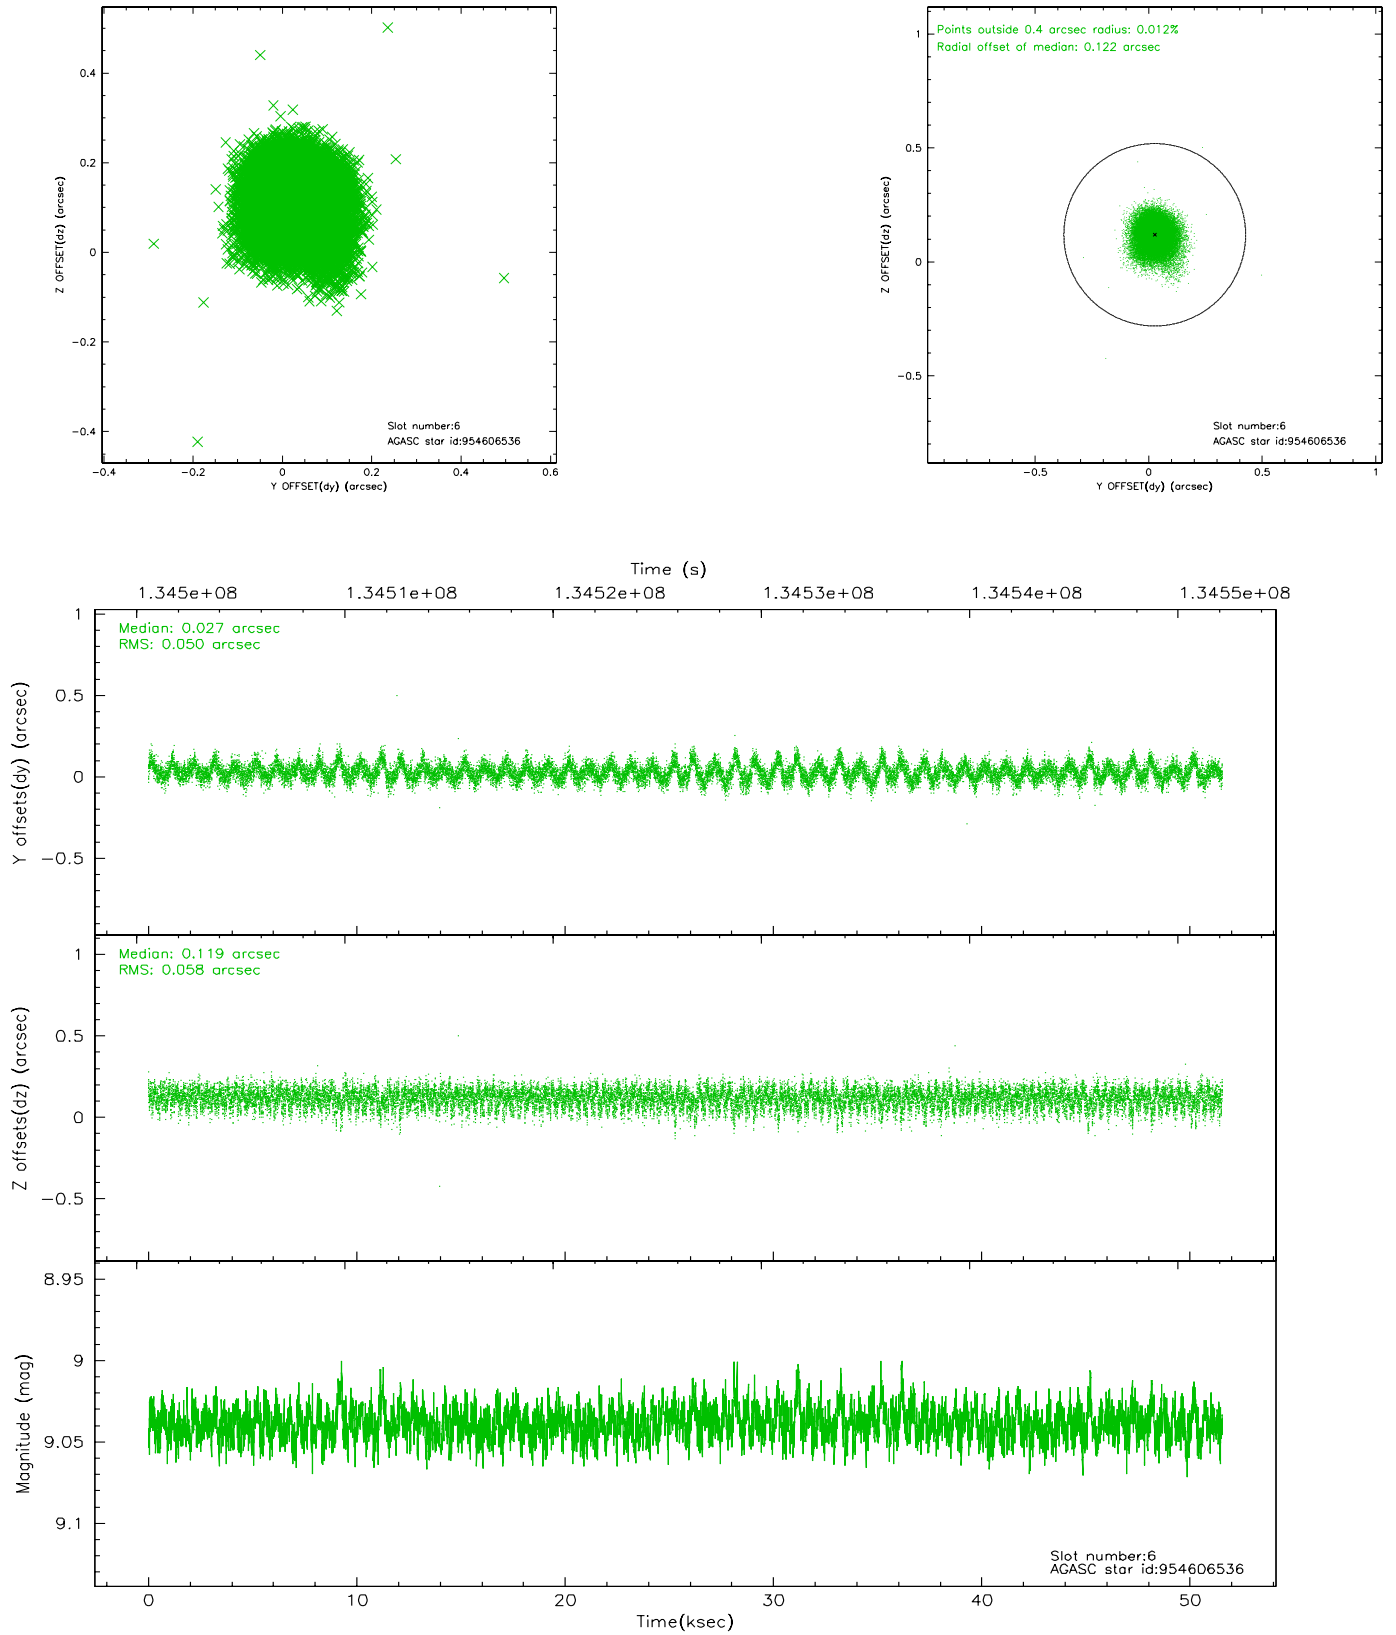 0.4
0.2
0
-0.2
-0.4
Z OFFSET(dz) (arcsec)
Slot number:6
AGASC star id:954606536
-0.4
-0.2
0
0.2
0.4
0.6
Y OFFSET(dy) (arcsec)
Points outside 0.4 arcsec radius: 0.012%
Radial offset of median: 0.122 arcsec
1
0.5
0
-0.5
Z OFFSET(dz) (arcsec)
Slot number:6
AGASC star id:954606536
-0.5
0
0.5
1
Y OFFSET(dy) (arcsec)
Time (s)
1.345e+08
1.3451e+08
1.3452e+08
1.3453e+08
1.3454e+08
1.3455e+08
Median: 0.027 arcsec
RMS: 0.050 arcsec
1
0.5
0
-0.5
Y offsets(dy) (arcsec)
Median: 0.119 arcsec
RMS: 0.058 arcsec
1
0.5
0
-0.5
Z offsets(dz) (arcsec)
8.95
9
9.05
9.1
Magnitude (mag)
Slot number:6
AGASC star id:954606536
0
10
20
30
40
50
Time(ksec)